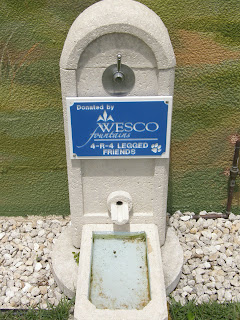 Donated by
WESCO
fountains
4-R-4 LEGGED
FRIENDS